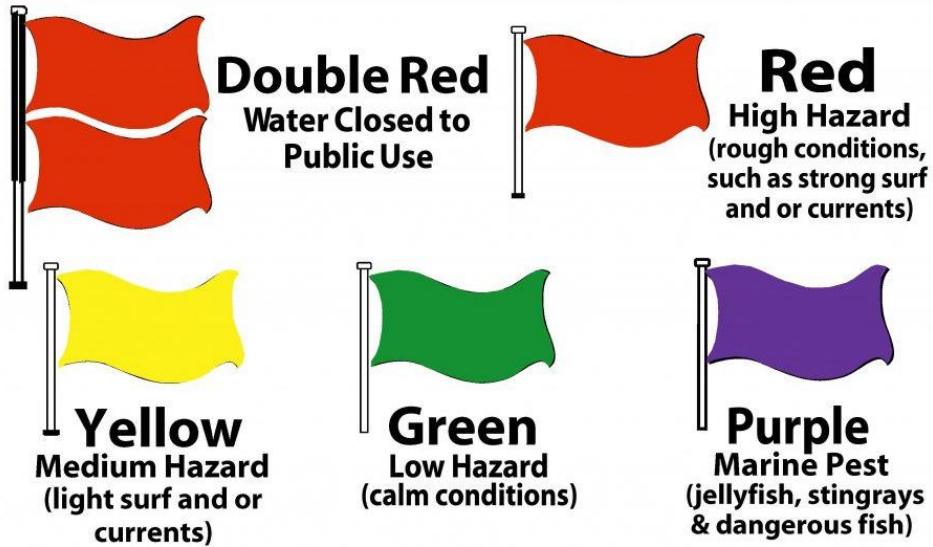 Double Red
Water Closed to
Public Use
Red
High Hazard
(rough conditions,
such as strong surf
and or currents)
Yellow
Medium Hazard
(light surf and or
currents)
Green
Low Hazard
(calm conditions)
Purple
Marine Pest
(jellyfish, stingrays
& dangerous fish)